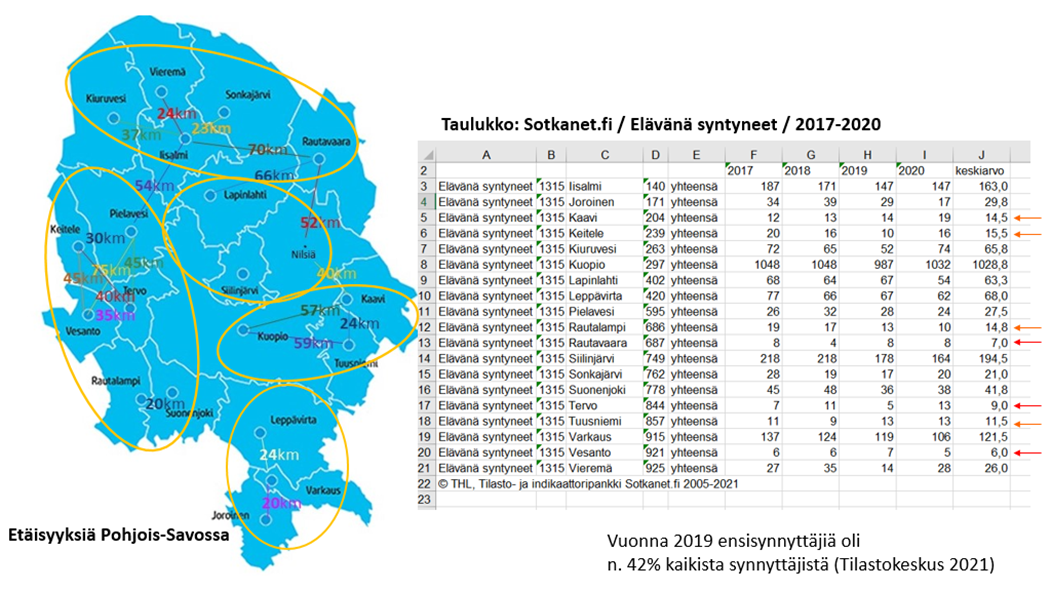 Vieremä
Kiuruvesi
Sonkajärvi
24km
37km
23km
Rautavaara
Iisalmi
70km
66km
54km
Lapinlahti
Pielavesi
52km
Keitele
30km
Nilsiä
45km
75km
45km
40km
Siilinjärvi
Tervo
40km
Kaavi
35km
57km
Vesanto
24km
Kuopio
59km
Tuusniemi
Rautalampi
20km
Suonenjoki
Leppävirta
24km
Varkaus
20km
Joroinen
Etäisyyksiä Pohjois-Savossa
Taulukko: Sotkanet.fi / Elävänä syntyneet / 2017-2020
A B C D E F G H I J
2 2017 2018 2019 2020 keskiarvo
3 Elävänä syntyneet 1315 Iisalmi 140 yhteensä 187 171 147 147 163,0
4 Elävänä syntyneet 1315 Joroinen 171 yhteensä 34 39 29 17 29,8
5 Elävänä syntyneet 1315 Kaavi 204 yhteensä 12 13 14 19 14,5
6 Elävänä syntyneet 1315 Keitele 239 yhteensä 20 16 10 16 15,5
7 Elävänä syntyneet 1315 Kiuruvesi 263 yhteensä 72 65 52 74 65,8
8 Elävänä syntyneet 1315 Kuopio 297 yhteensä 1048 1048 987 1032 1028,8
9 Elävänä syntyneet 1315 Lapinlahti 402 yhteensä 68 64 67 54 63,3
10 Elävänä syntyneet 1315 Leppävirta 420 yhteensä 77 66 67 62 68,0
11 Elävänä syntyneet 1315 Pielavesi 595 yhteensä 26 32 28 24 27,5
12 Elävänä syntyneet 1315 Rautalampi 686 yhteensä 19 17 13 10 14,8
13 Elävänä syntyneet 1315 Rautavaara 687 yhteensä 8 4 8 8 7,0
14 Elävänä syntyneet 1315 Siilinjärvi 749 yhteensä 218 218 178 164 194,5
15 Elävänä syntyneet 1315 Sonkajärvi 762 yhteensä 28 19 17 20 21,0
16 Elävänä syntyneet 1315 Suonenjoki 778 yhteensä 45 48 36 38 41,8
17 Elävänä syntyneet 1315 Tervo 844 yhteensä 7 11 5 13 9,0
18 Elävänä syntyneet 1315 Tuusniemi 857 yhteensä 11 9 13 13 11,5
19 Elävänä syntyneet 1315 Varkaus 915 yhteensä 137 124 119 106 121,5
20 Elävänä syntyneet 1315 Vesanto 921 yhteensä 6 6 7 5 6,0
21 Elävänä syntyneet 1315 Vieremä 925 yhteensä 27 35 14 28 26,0
22 © THL, Tilasto- ja indikaattoripankki Sotkanet.fi 2005-2021
23
Vuonna 2019 ensisynnyttäjiä oli
n. 42% kaikista synnyttäjistä (Tilastokeskus 2021)